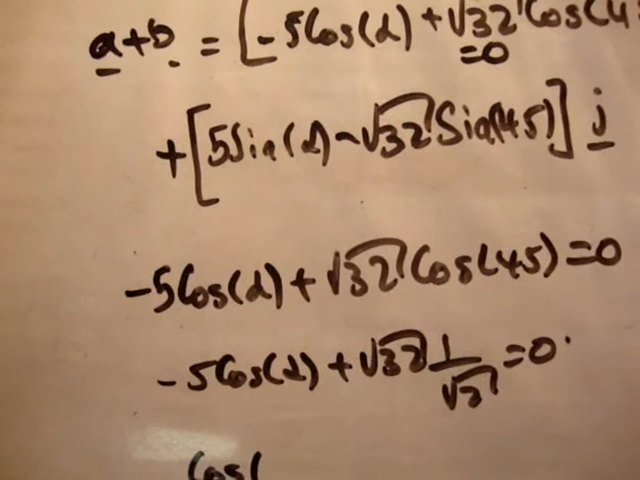 a+b = [-5Cos(α)+√32 Cos(45
=0
+[5Sin(α)-√32 Sin(45)] j
-5Cos(α)+√32 Cos(45)=0
-5Cos(α)+√32 1/√2 =0
Cos(